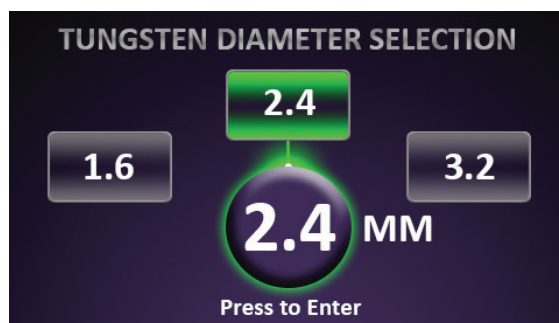 TUNGSTEN DIAMETER SELECTION
2.4
1.6
3.2
2.4 MM
Press to Enter